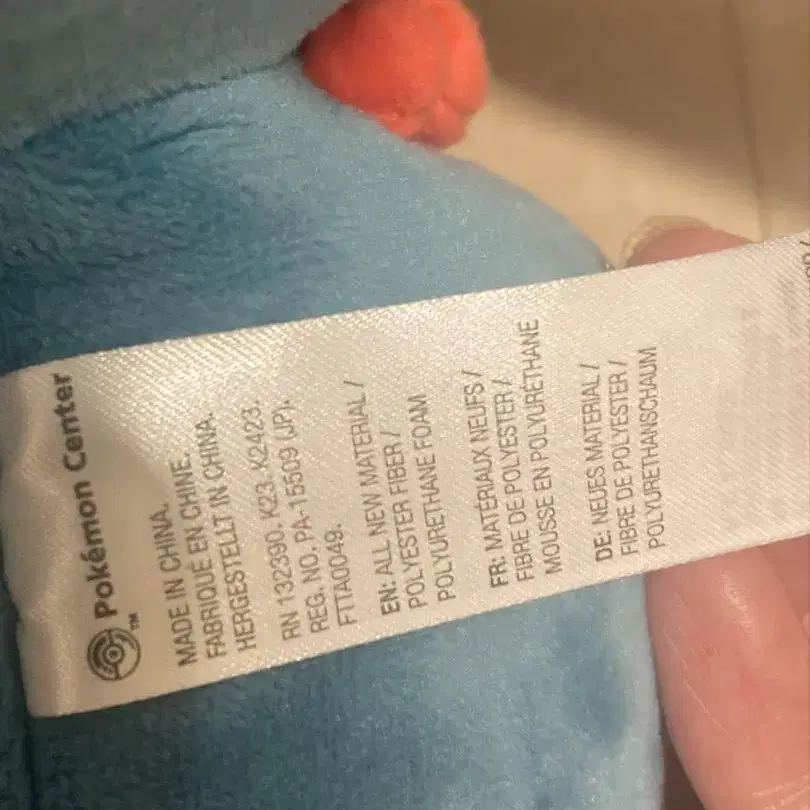 Pokémon Center
TM
MADE IN CHINA.
FABRIQUÉ EN CHINE.
HERGESTELLT IN CHINA.
RN 132390. K23. K2423.
REG. NO. PA-15509 (JP).
FTTA0049.
EN: ALL NEW MATERIAL /
POLYESTER FIBER /
POLYURETHANE FOAM
FR: MATÉRIAUX NEUFS /
FIBRE DE POLYESTER /
MOUSSE EN POLYURÉTHANE
DE: NEUES MATERIAL /
FIBRE DE POLYESTER /
POLYURETHANSCHAUM